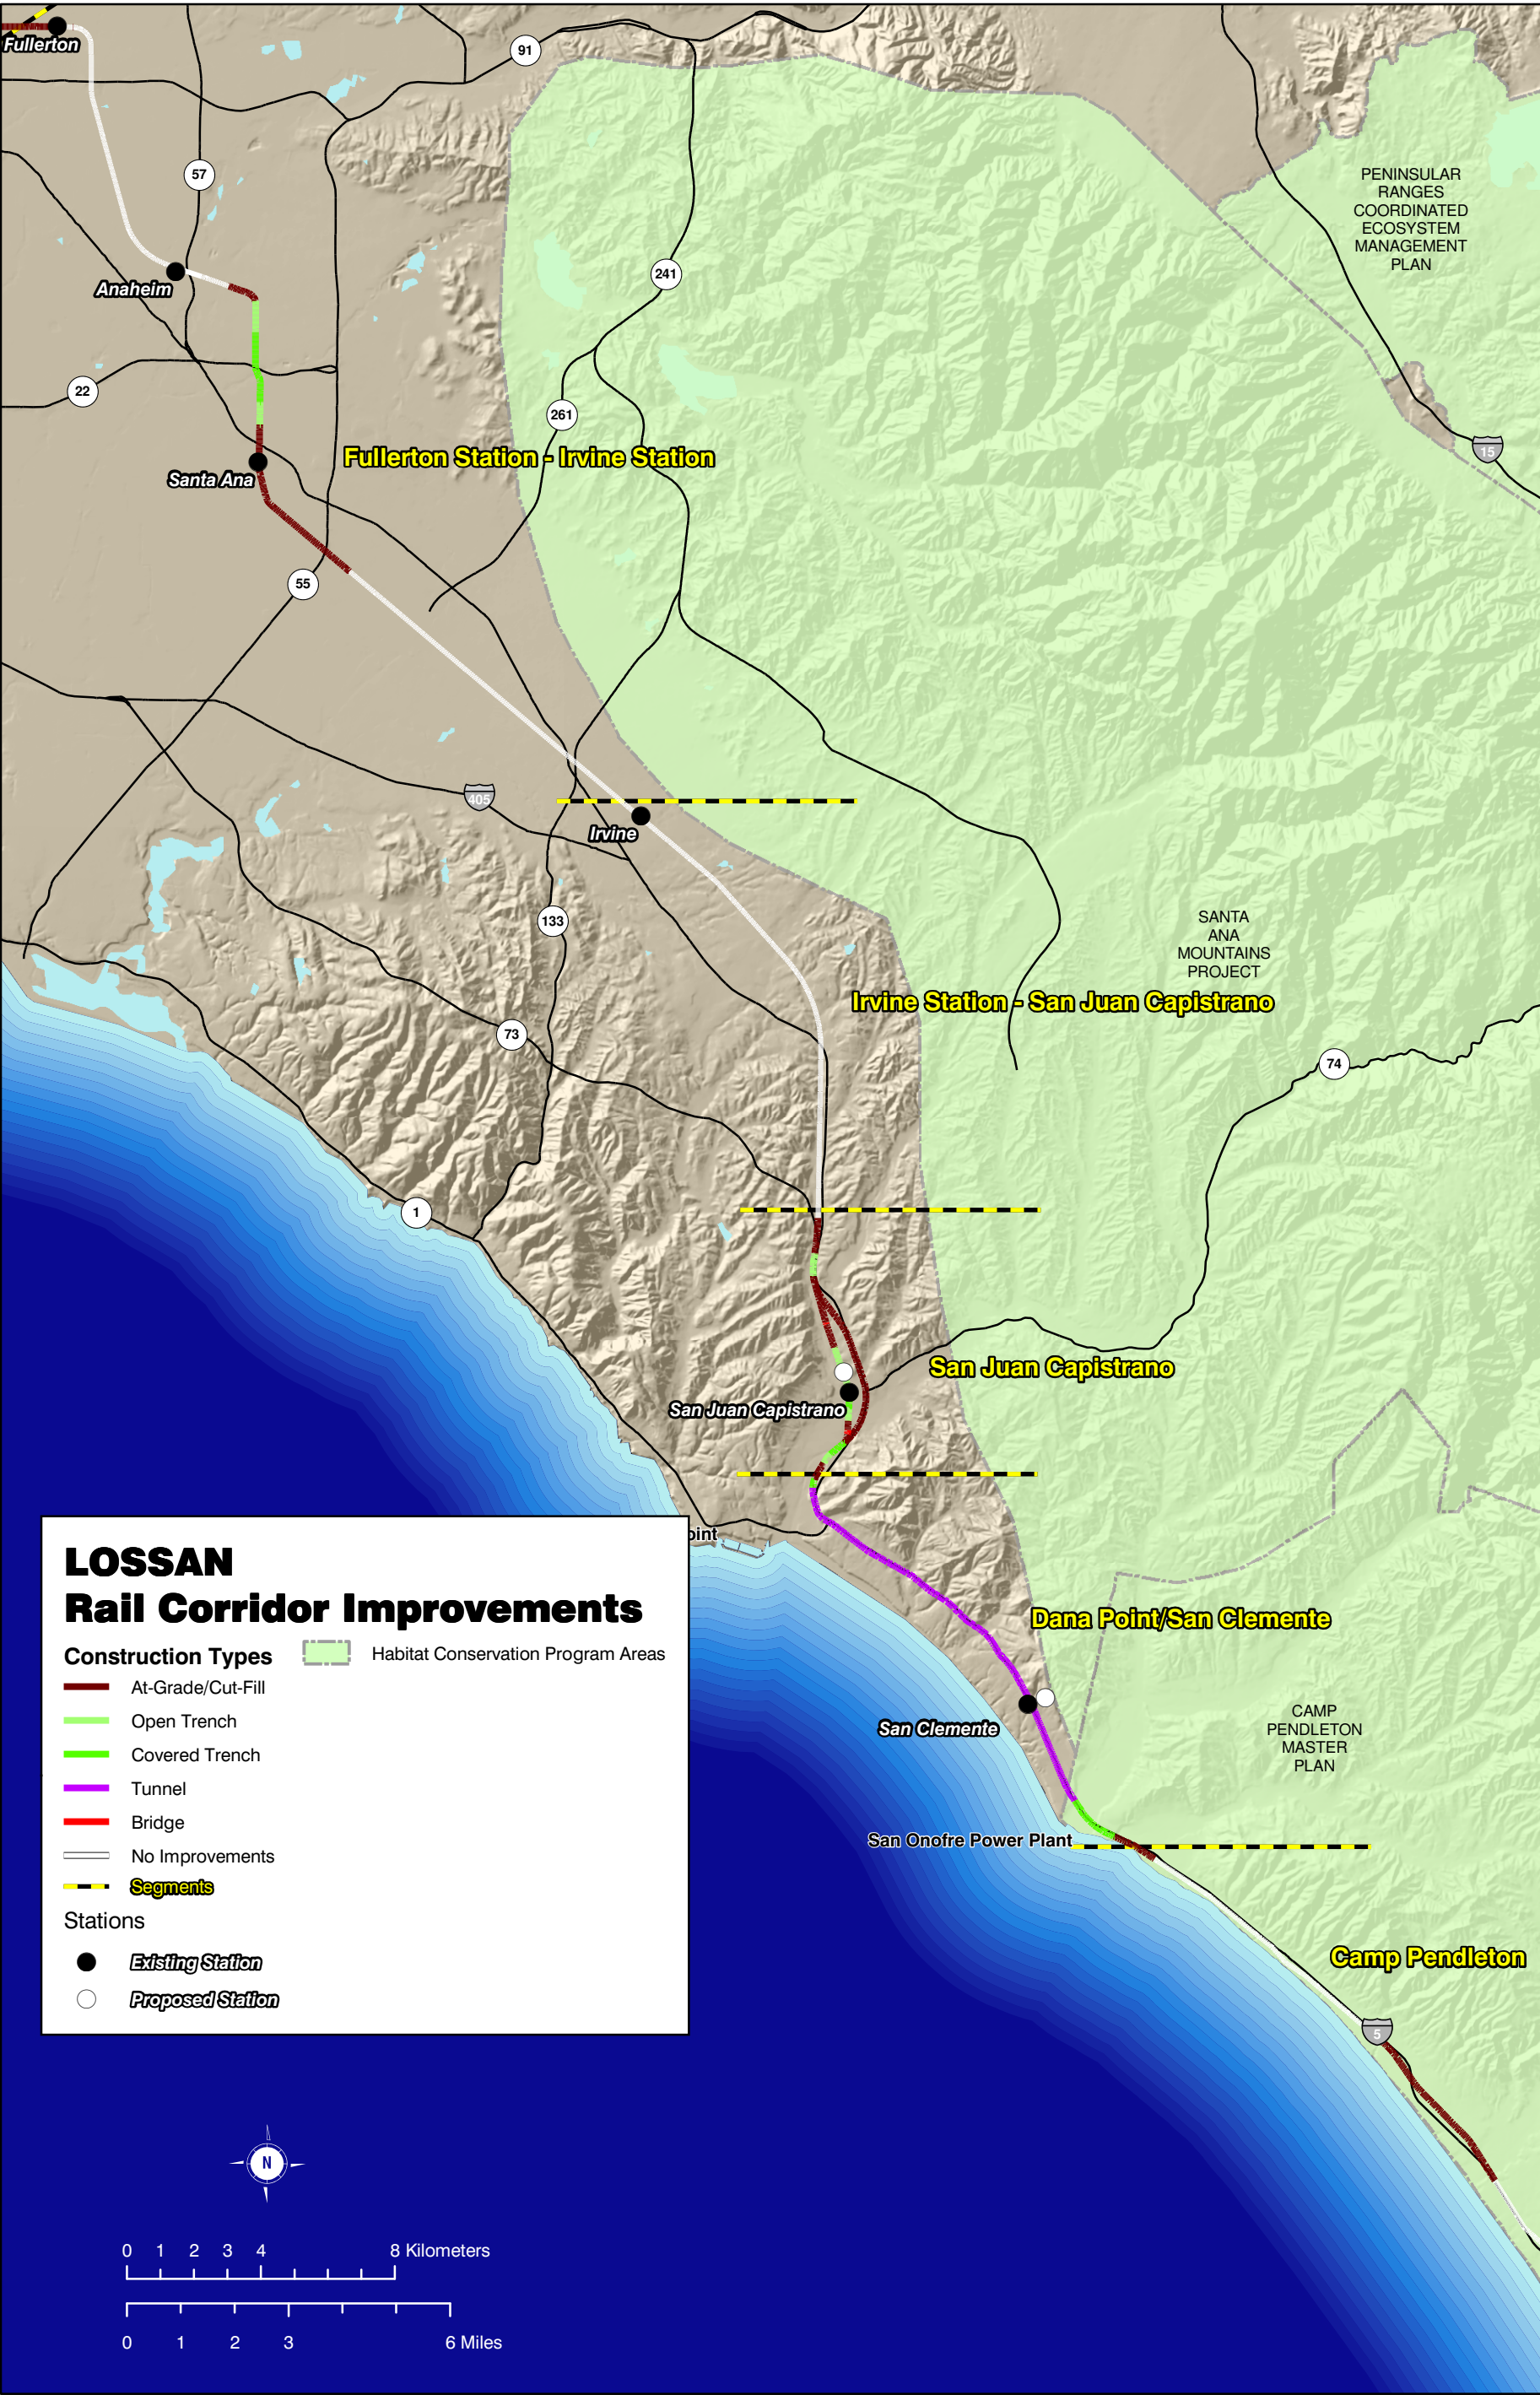 Fullerton
91
57
PENINSULAR
RANGES
COORDINATED
ECOSYSTEM
MANAGEMENT
PLAN
241
Anaheim
22
261
15
Fullerton Station - Irvine Station
Santa Ana
55
405
Irvine
133
SANTA
ANA
MOUNTAINS
PROJECT
Irvine Station - San Juan Capistrano
73
74
1
San Juan Capistrano
San Juan Capistrano
oint
LOSSAN
Rail Corridor Improvements
Construction Types
Habitat Conservation Program Areas
At-Grade/Cut-Fill
Open Trench
Covered Trench
Tunnel
Bridge
No Improvements
Segments
Stations
Existing Station
Proposed Station
Dana Point/San Clemente
San Clemente
CAMP
PENDLETON
MASTER
PLAN
San Onofre Power Plant
Camp Pendleton
5
N
0 1 2 3 4 8 Kilometers
0 1 2 3 6 Miles